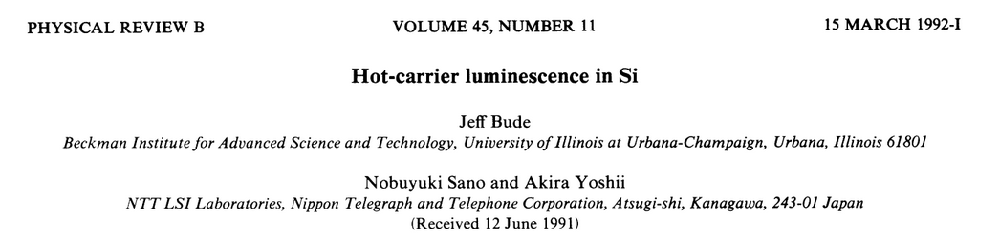 PHYSICAL REVIEW B VOLUME 45, NUMBER 11 15 MARCH 1992-I
Hot-carrier luminescence in Si
Jeff Bude
Beckman Institute for Advanced Science and Technology, University of Illinois at Urbana-Champaign, Urbana, Illinois 61801
Nobuyuki Sano and Akira Yoshii
NTT LSI Laboratories, Nippon Telegraph and Telephone Corporation, Atsugi-shi, Kanagawa, 243-01 Japan
(Received 12 June 1991)